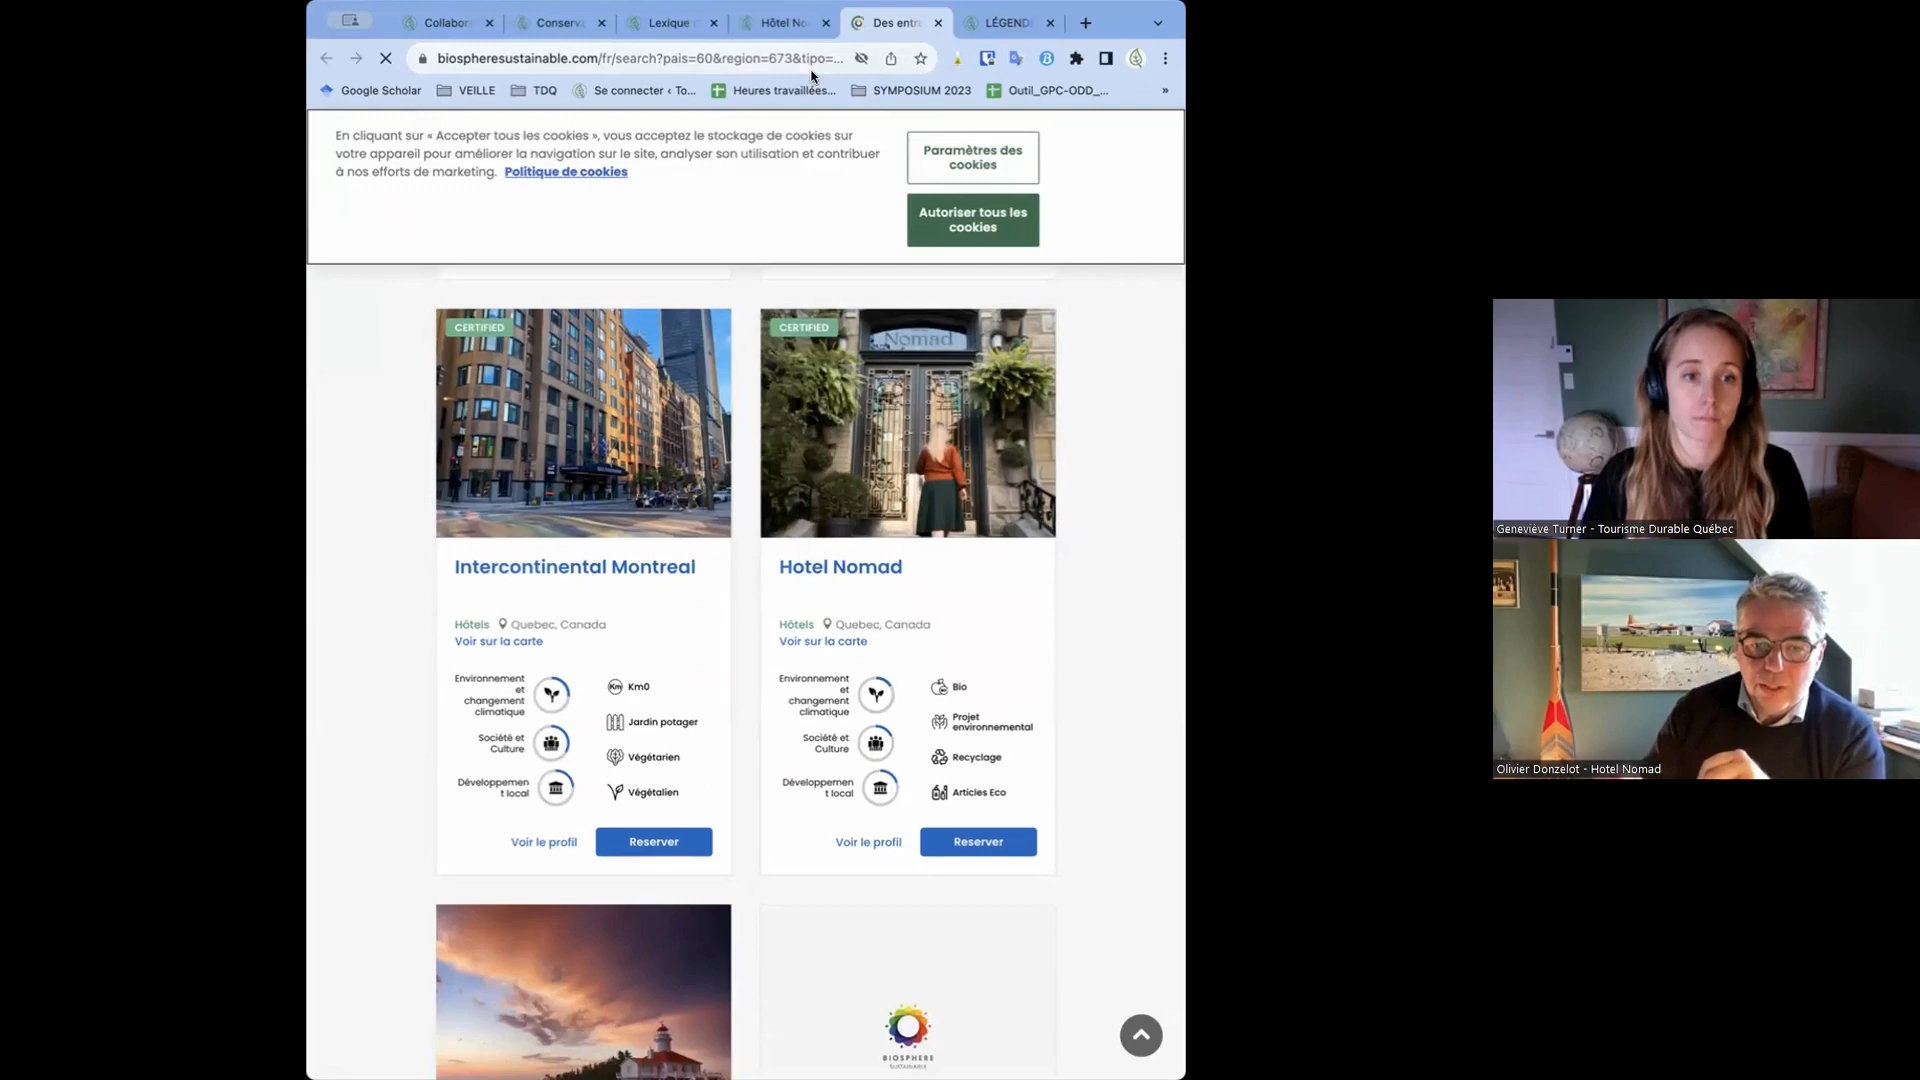 Collabor
Conserv
Lexique
Hôtel No
Des entr
LÉGEND
biospheresustainable.com/fr/search?pais=60&region=673&tipo=...
Google Scholar
VEILLE
TDQ
Se connecter ‹ To...
Heures travaillées...
SYMPOSIUM 2023
Outil_GPC-ODD_...
»
En cliquant sur « Accepter tous les cookies », vous acceptez le stockage de cookies sur
votre appareil pour améliorer la navigation sur le site, analyser son utilisation et contribuer
à nos efforts de marketing. Politique de cookies
Paramètres des
cookies
Autoriser tous les
cookies
CERTIFIED
Intercontinental Montreal
Hôtels Quebec, Canada
Voir sur la carte
Environnement
et
changement
climatique
Société et
Culture
Développemen
t local
Km
Km0
Jardin potager
Végétarien
Végétalien
Voir le profil
Reserver
CERTIFIED
Nomad
Hotel Nomad
Hôtels Quebec, Canada
Voir sur la carte
Environnement
et
changement
climatique
Société et
Culture
Développemen
t local
Bio
Projet
environnemental
Recyclage
Articles Eco
Voir le profil
Reserver
BIOSPHERE
SUSTAINABLE
Geneviève Turner - Tourisme Durable Québec
Olivier Donzelot - Hotel Nomad